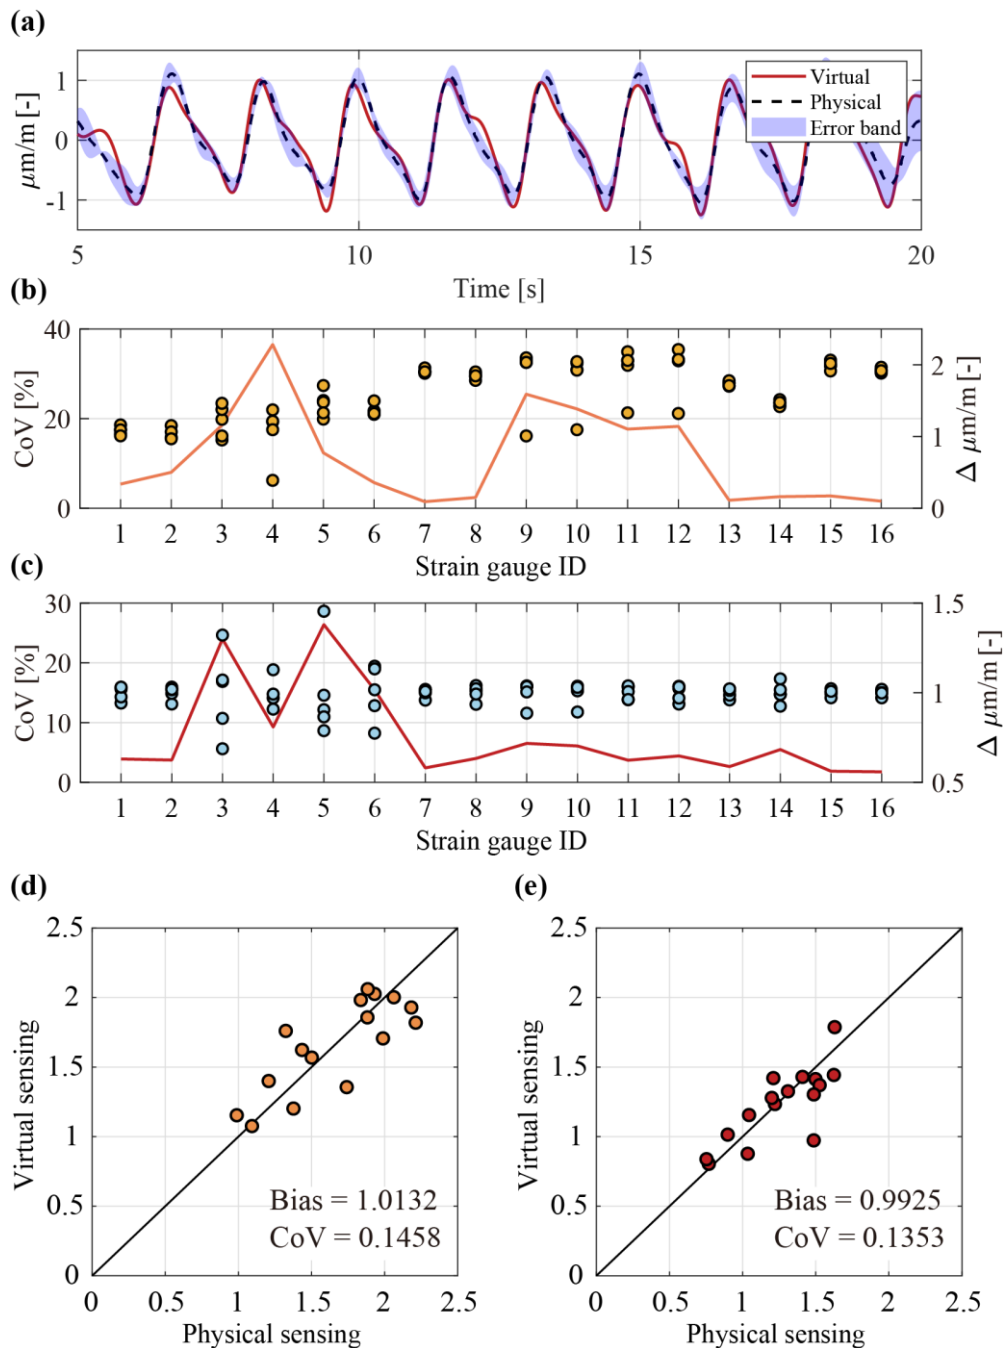 (a)
μm/m [-]
1
0
-1
Virtual
Physical
Error band
5 10 15 20
Time [s]
(b)
CoV [%]
40
20
0
2
1
0
Δ μm/m [-]
1 2 3 4 5 6 7 8 9 10 11 12 13 14 15 16
Strain gauge ID
(c)
CoV [%]
30
20
10
0
1.5
1
0.5
Δ μm/m [-]
1 2 3 4 5 6 7 8 9 10 11 12 13 14 15 16
Strain gauge ID
(d)
Virtual sensing
2.5
2
1.5
1
0.5
0
Bias = 1.0132
CoV = 0.1458
0 0.5 1 1.5 2 2.5
Physical sensing
(e)
Virtual sensing
2.5
2
1.5
1
0.5
0
Bias = 0.9925
CoV = 0.1353
0 0.5 1 1.5 2 2.5
Physical sensing